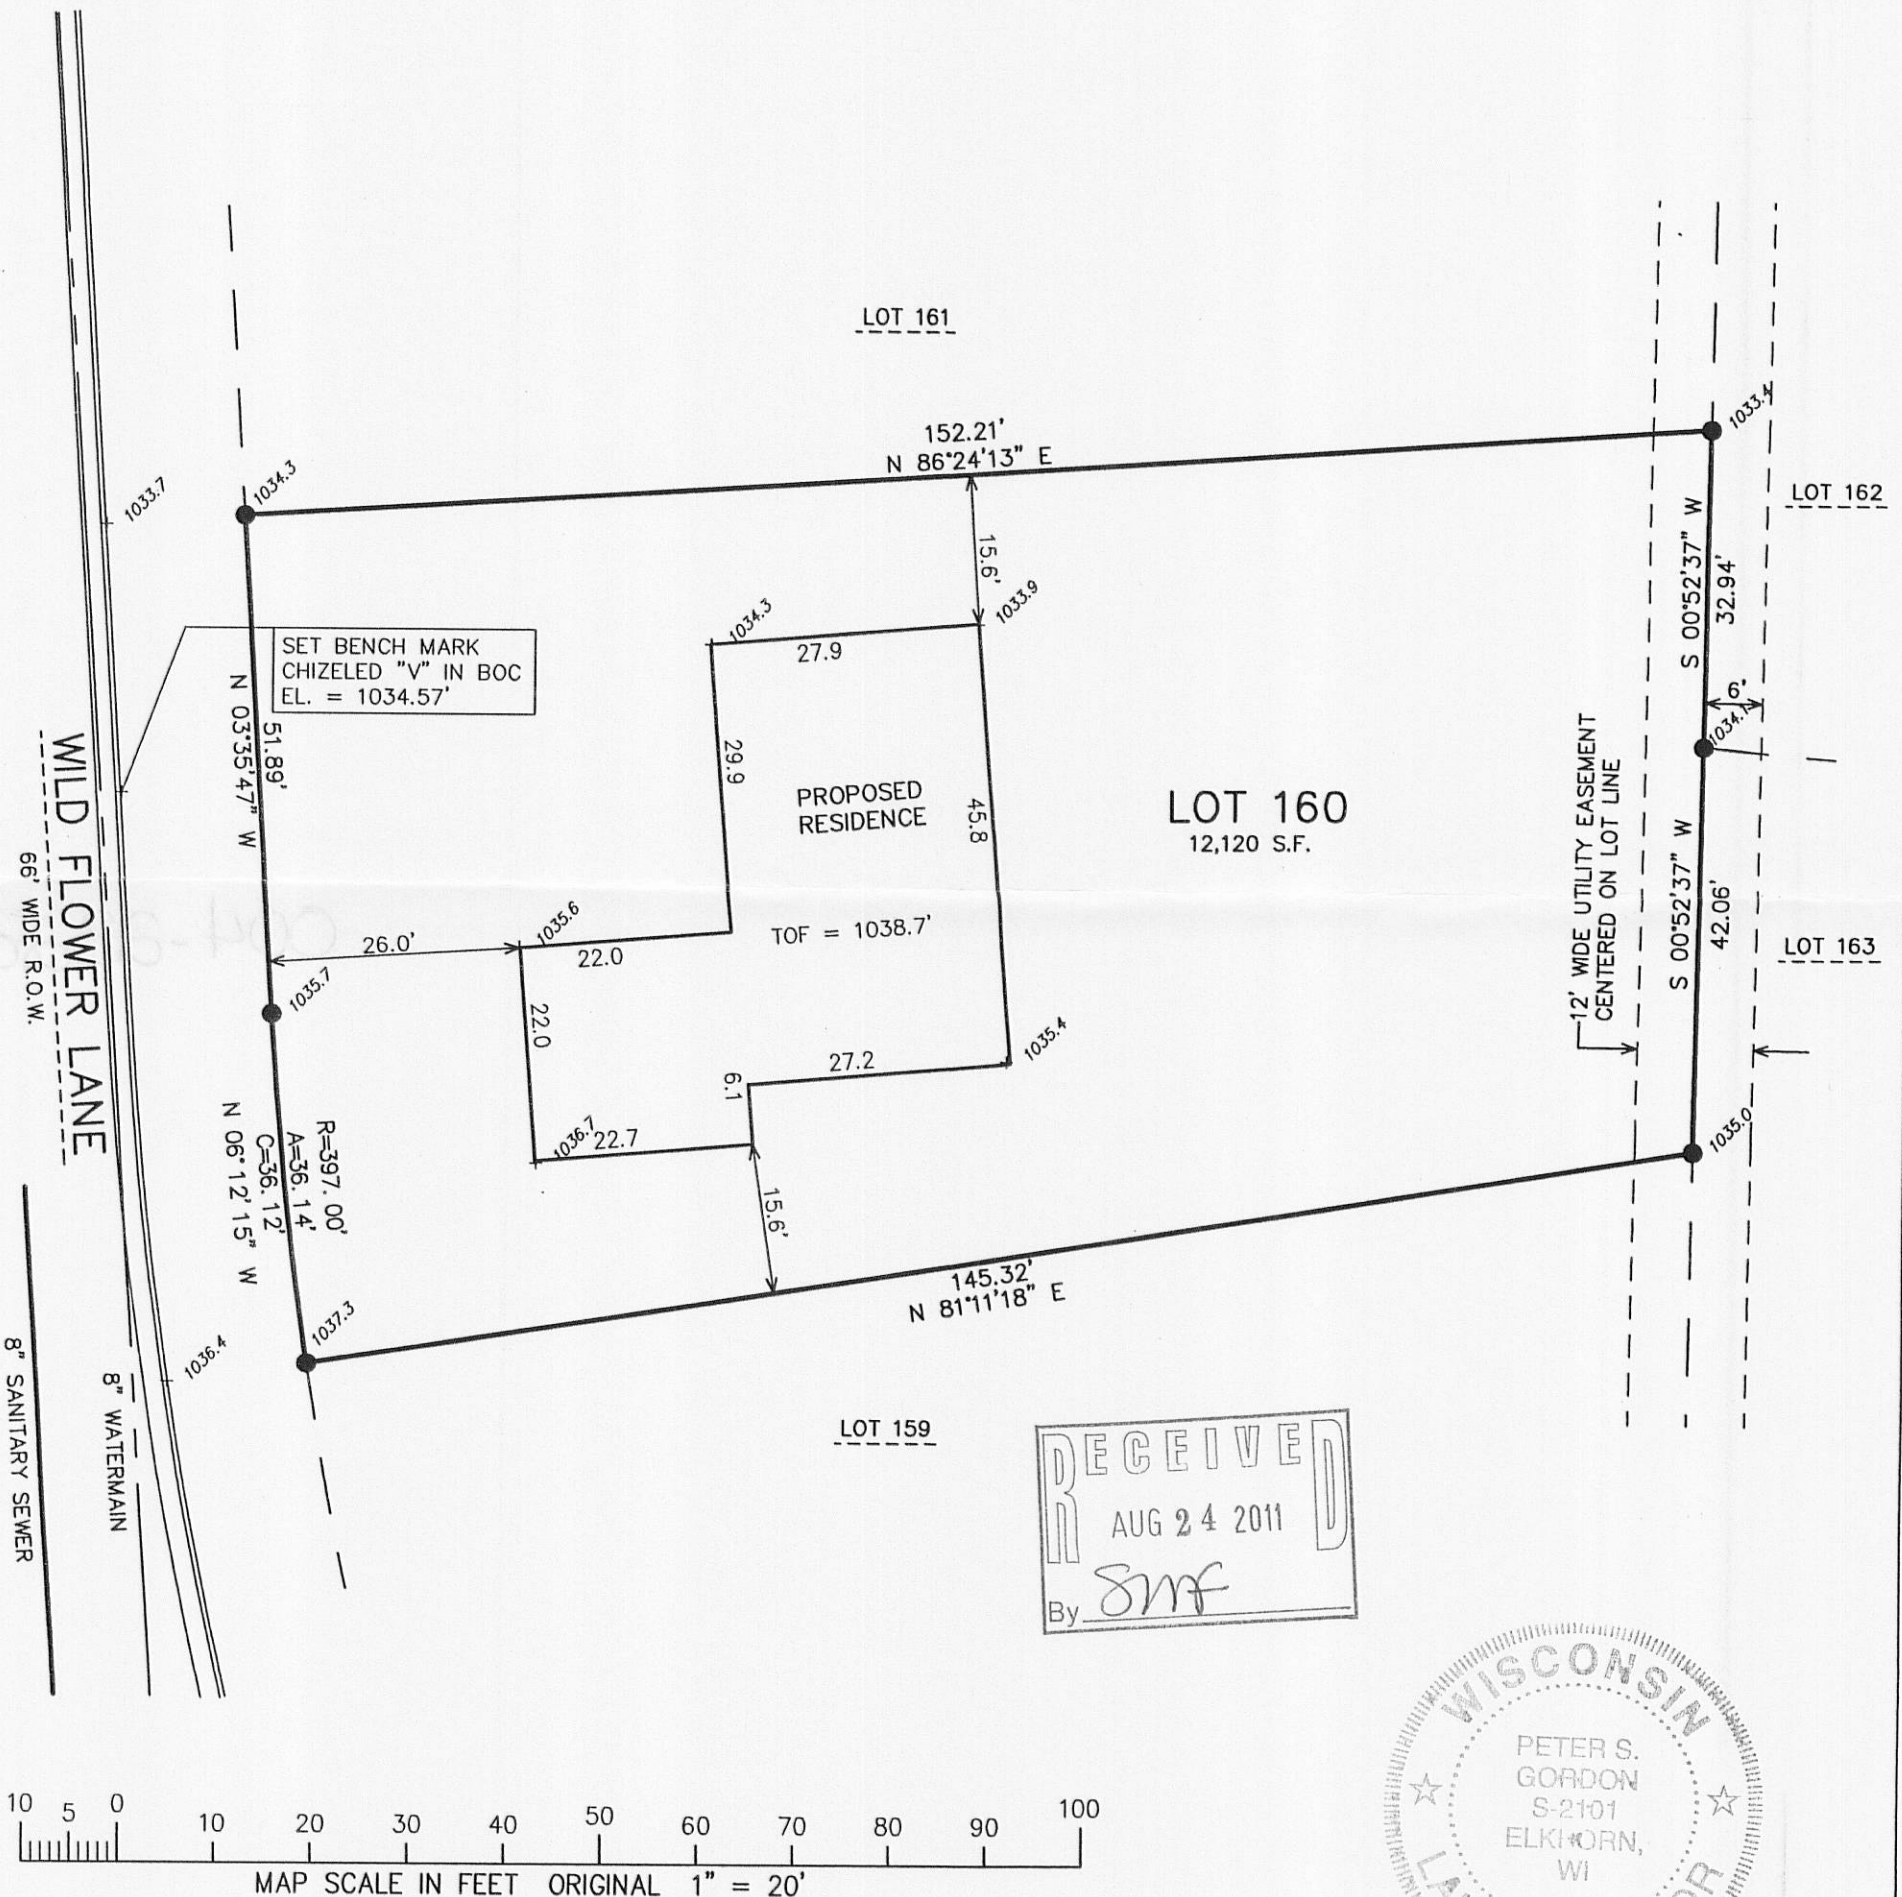 LOT 161
152.21'
N 86°24'13" E
1033.4
1034.3
1033.7
LOT 162
15.6'
S 00°52'37" W
32.94'
1033.9
1034.3
27.9
SET BENCH MARK
CHIZELED "V" IN BOC
EL. = 1034.57'
6'
1034.1
51.89'
N 03°35'47" W
29.9
PROPOSED
RESIDENCE
45.8
LOT 160
12,120 S.F.
12' WIDE UTILITY EASEMENT
CENTERED ON LOT LINE
S 00°52'37" W
42.06'
LOT 163
WILD FLOWER LANE
66' WIDE R.O.W.
26.0'
1035.6
22.0
TOF = 1038.7'
1035.7
22.0
1035.4
27.2
6.1
1036.7
22.7
1035.0
R=397.00'
A=36.14'
C=36.12'
N 06°12'15" W
15.6'
145.32'
N 81°11'18" E
1037.3
1036.4
8" WATERMAIN
8" SANITARY SEWER
LOT 159
RECEIVED
AUG 24 2011
By SMF
WISCONSIN
PETER S.
GORDON
S-2101
ELKHORN,
WI
10 5 0 10 20 30 40 50 60 70 80 90 100
MAP SCALE IN FEET ORIGINAL 1" = 20'